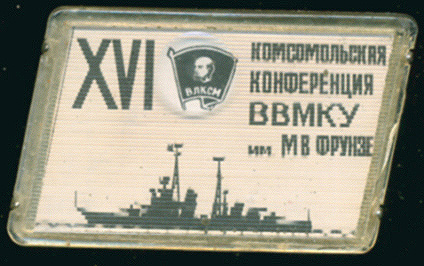 XVI
ВЛКСМ
КОМСОМОЛЬСКАЯ
КОНФЕРЕНЦИЯ
ВВМКУ
им М В ФРУНЗЕ